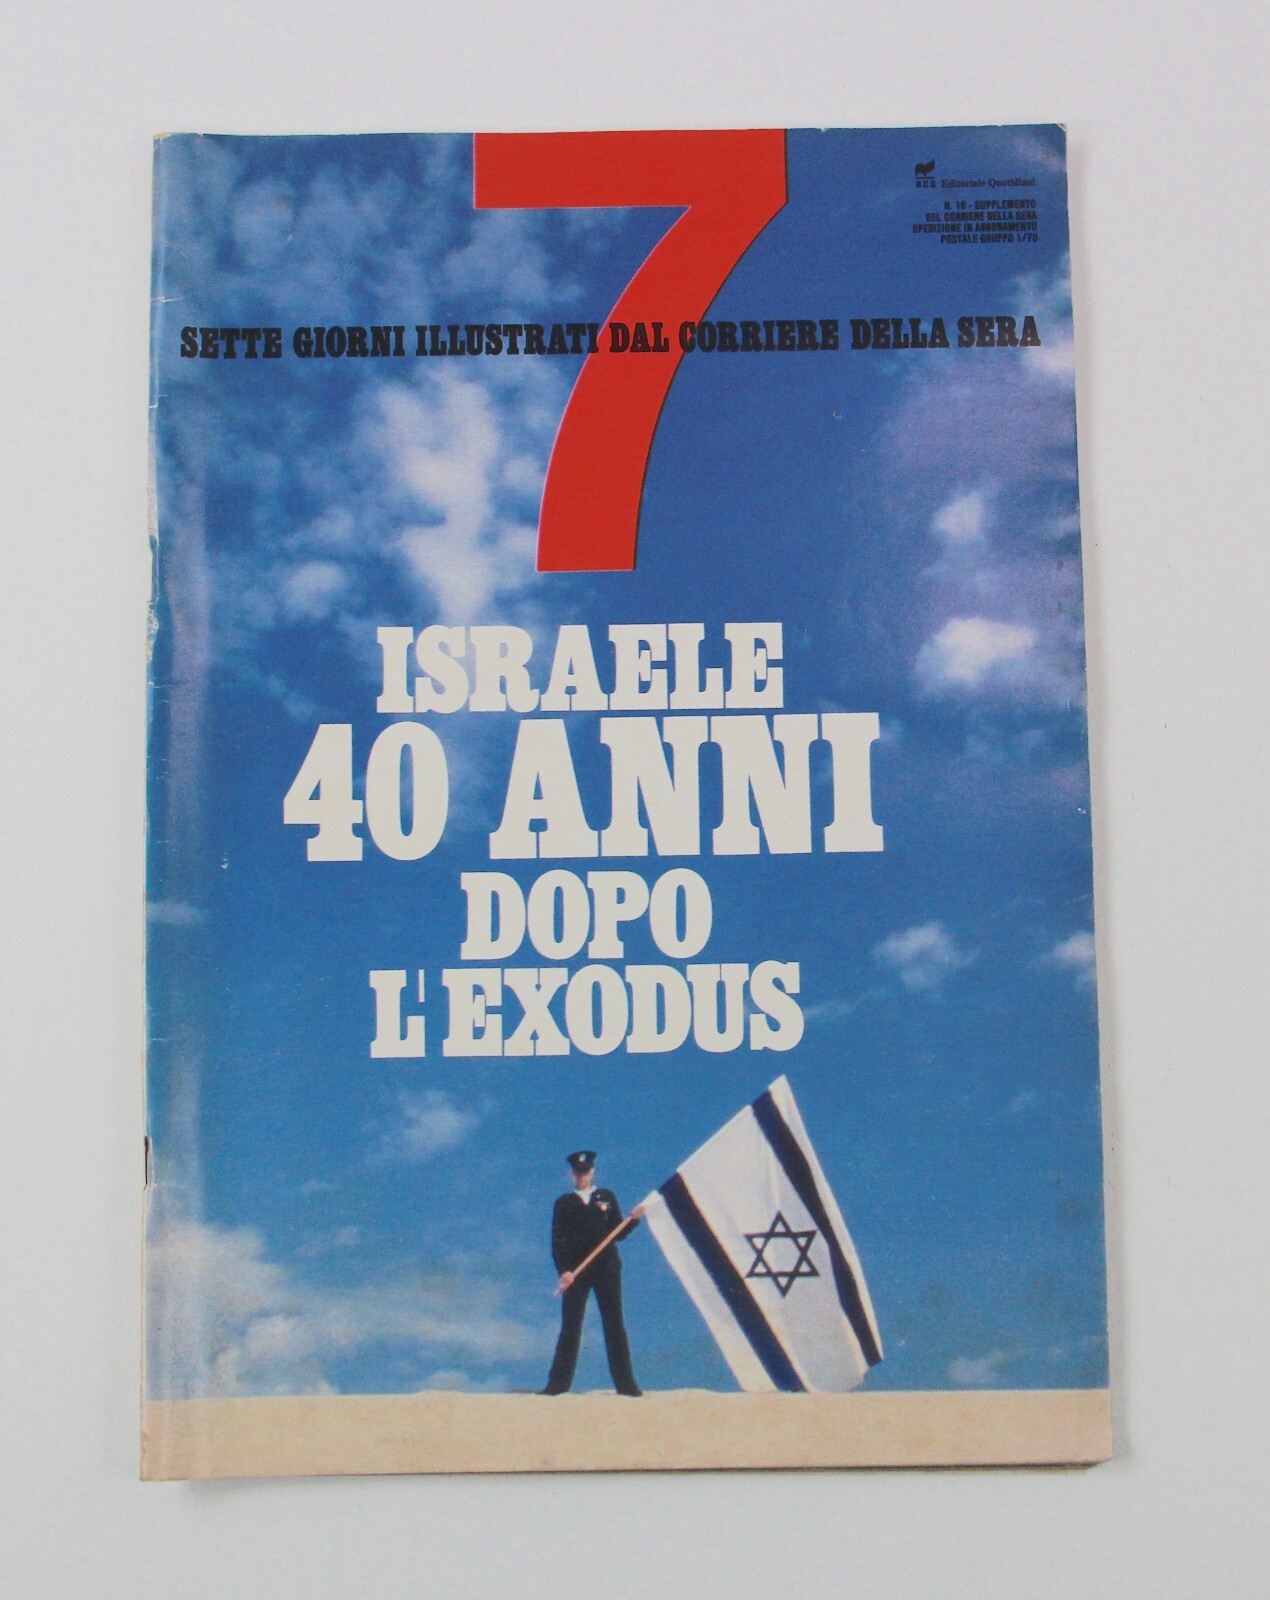 7
RCS Editoriale Quotidiani
N. 16 - SUPPLEMENTO
DEL CORRIERE DELLA SERA
SPEDIZIONE IN ABBONAMENTO
POSTALE GRUPPO 1/70
SETTE GIORNI ILLUSTRATI DAL CORRIERE DELLA SERA
ISRAELE
40 ANNI
DOPO
L'EXODUS